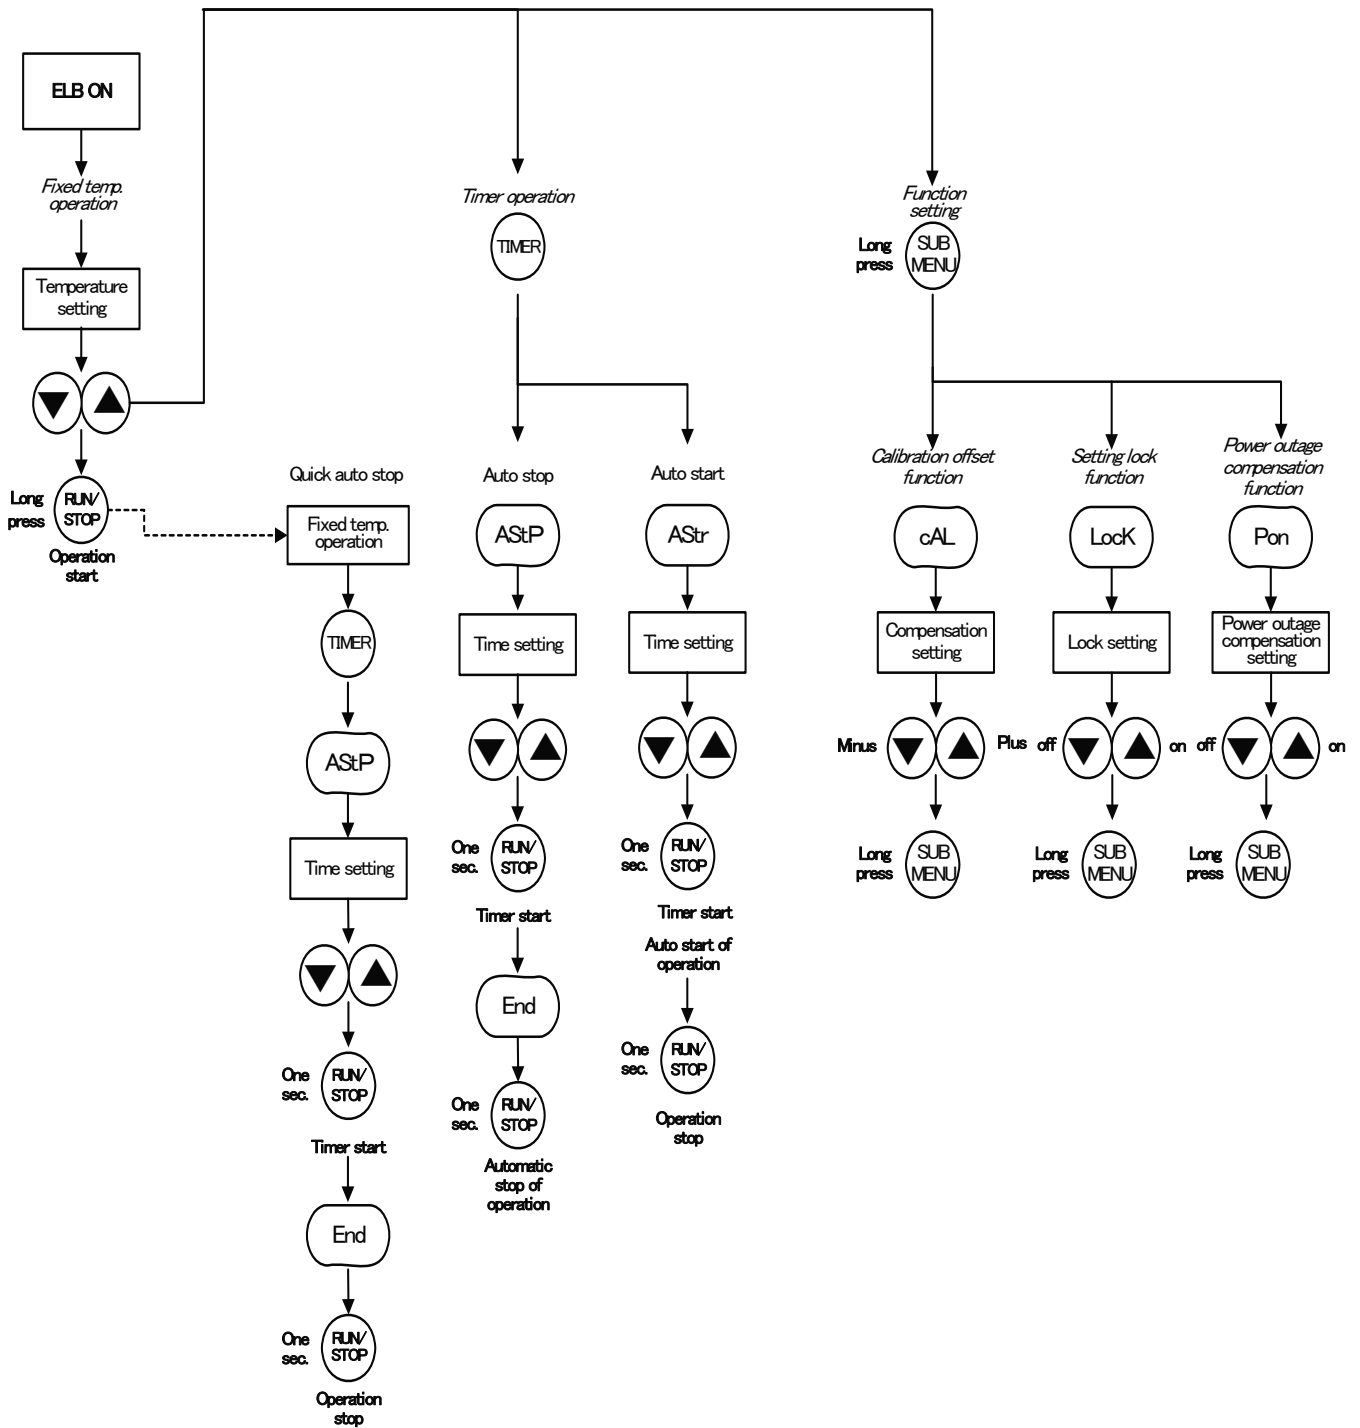 ELB ON
Fixed temp.
operation
Temperature
setting
Long
press
RUN/
STOP
Operation
start
Quick auto stop
Fixed temp.
operation
TIMER
AStP
Time setting
One
sec.
RUN/
STOP
Timer start
End
One
sec.
RUN/
STOP
Operation
stop
Timer operation
TIMER
Auto stop
AStP
Time setting
One
sec.
RUN/
STOP
Timer start
End
One
sec.
RUN/
STOP
Automatic
stop of
operation
Auto start
AStr
Time setting
One
sec.
RUN/
STOP
Timer start
Auto start of
operation
One
sec.
RUN/
STOP
Operation
stop
Function
setting
Long
press
SUB
MENU
Calibration offset
function
cAL
Compensation
setting
Minus
Plus
Long
press
SUB
MENU
Setting lock
function
LocK
Lock setting
off
on
Long
press
SUB
MENU
Power outage
compensation
function
Pon
Power outage
compensation
setting
off
on
Long
press
SUB
MENU